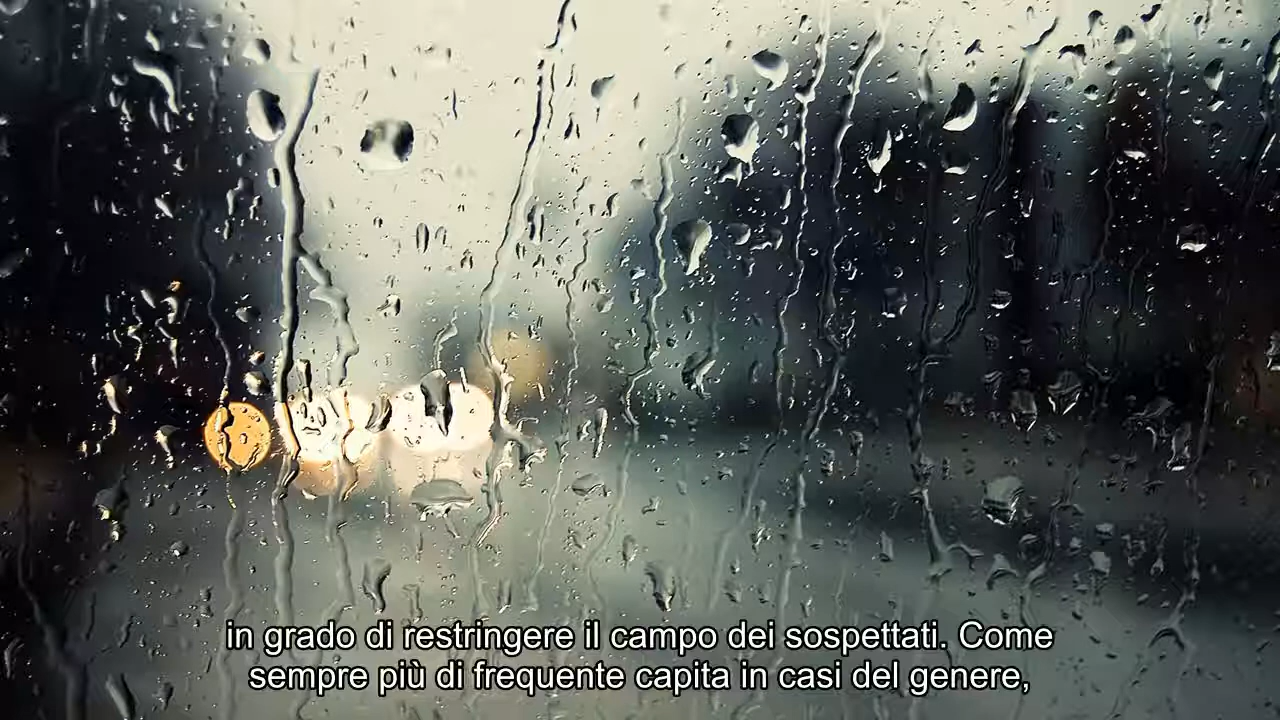 in grado di restringere il campo dei sospettati. Come
sempre più di frequente capita in casi del genere,